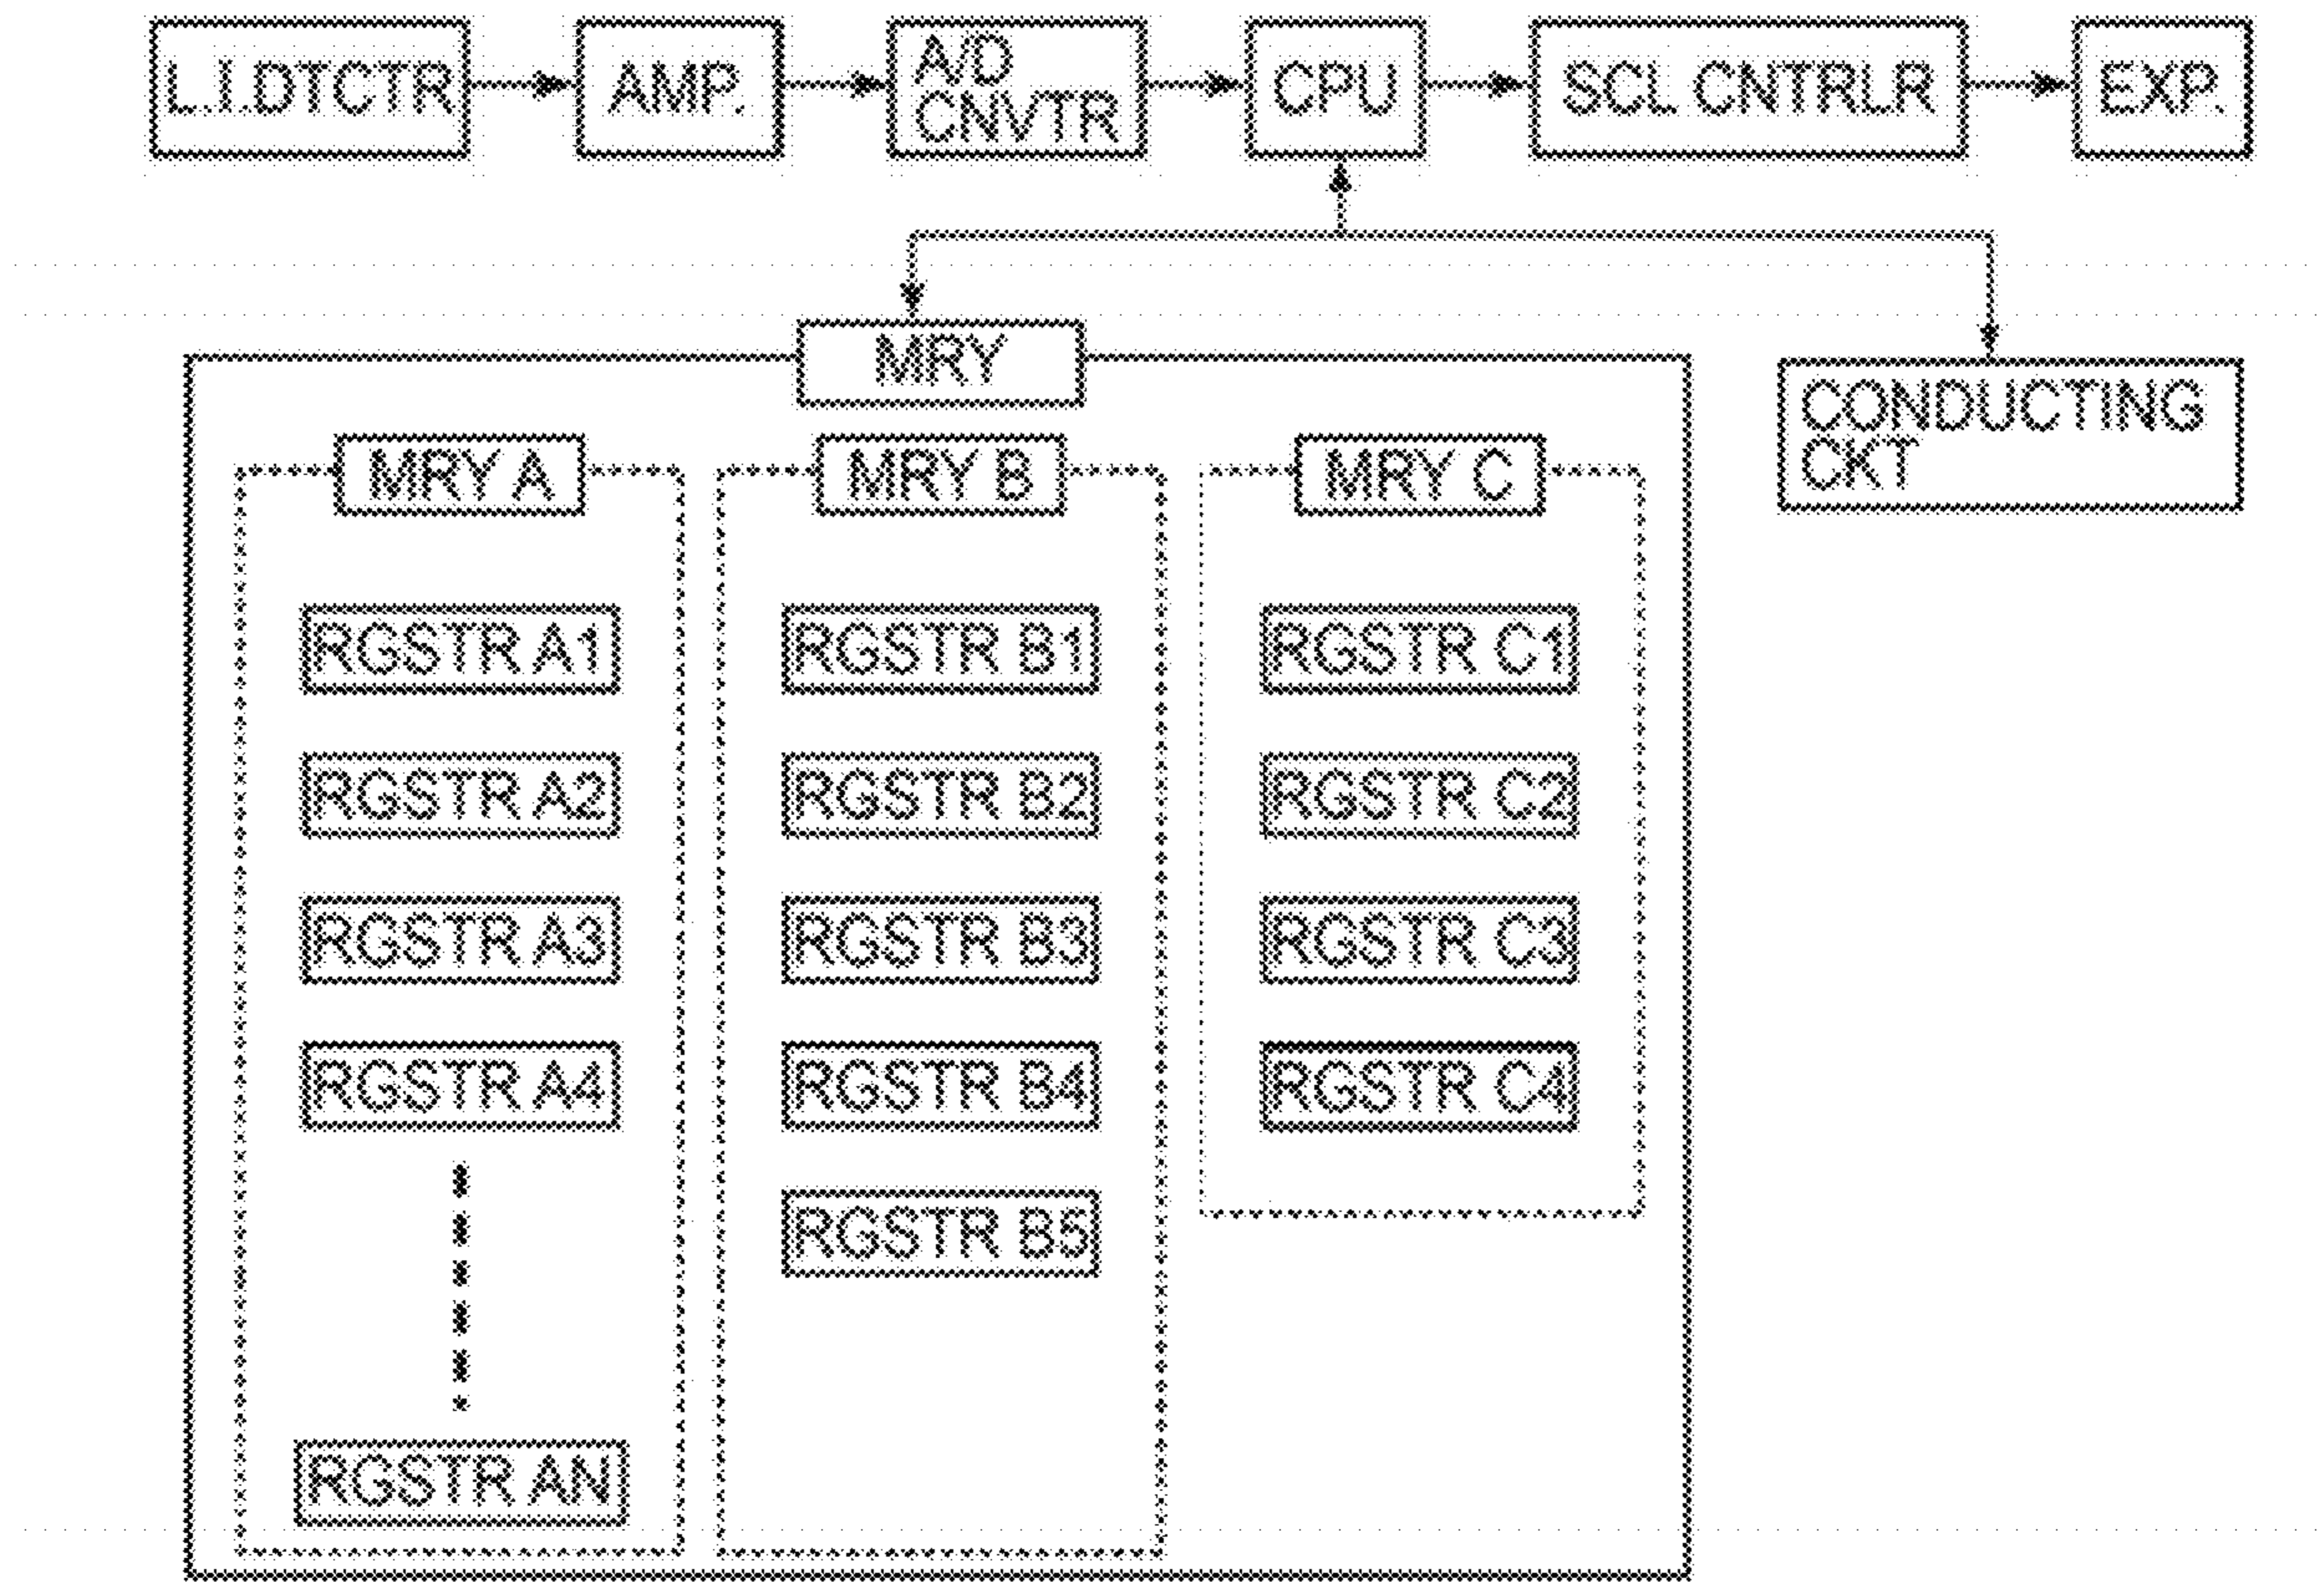 L.I.DTCTR
AMP.
A/D
CNVTR
CPU
SCL CNTRLR
EXP.
MRY
CONDUCTING
CKT
MRY A
MRY B
MRY C
RGSTR A1
RGSTR B1
RGSTR C1
RGSTR A2
RGSTR B2
RGSTR C2
RGSTR A3
RGSTR B3
RGSTR C3
RGSTR A4
RGSTR B4
RGSTR C4
RGSTR B5
RGSTR AN